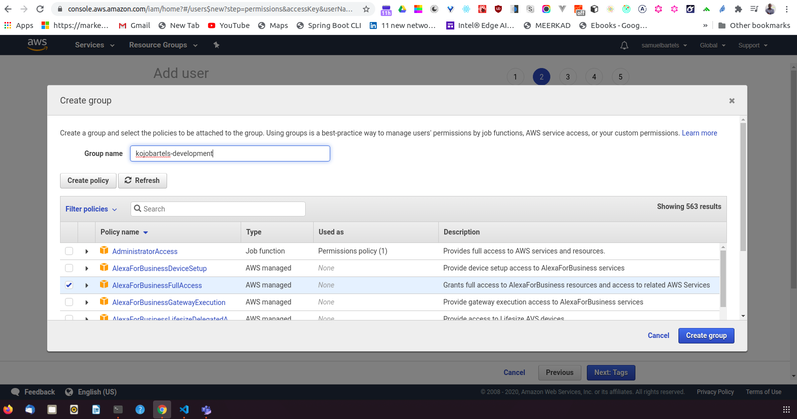 console.aws.amazon.com/iam/home?#/users$new?step=permissions&accessKey&userNa...
Apps https://marke... Gmail New Tab YouTube Maps Spring Boot CLI 11 new netwo... Intel® Edge AI... MEERKAD Ebooks - Goog... » Other bookmarks
aws Services Resource Groups samuelbartels Global Support
Add user 1 2 3 4 5
Create group
Create a group and select the policies to be attached to the group. Using groups is a best-practice way to manage users' permissions by job functions, AWS service access, or your custom permissions. Learn more
Group name kojobartels-development
Create policy Refresh
Filter policies Search Showing 563 results
Policy name Type Used as Description
AdministratorAccess Job function Permissions policy (1) Provides full access to AWS services and resources.
AlexaForBusinessDeviceSetup AWS managed None Provide device setup access to AlexaForBusiness services
AlexaForBusinessFullAccess AWS managed None Grants full access to AlexaForBusiness resources and access to related AWS Services
AlexaForBusinessGatewayExecution AWS managed None Provide gateway execution access to AlexaForBusiness services
AlexaForBusinessLifesizeDelegatedA AWS managed None Provide access to Lifesize AVS devices
Cancel Create group
Cancel Previous Next: Tags
Feedback English (US) © 2008 - 2020, Amazon Web Services, Inc. or its affiliates. All rights reserved. Privacy Policy Terms of Use